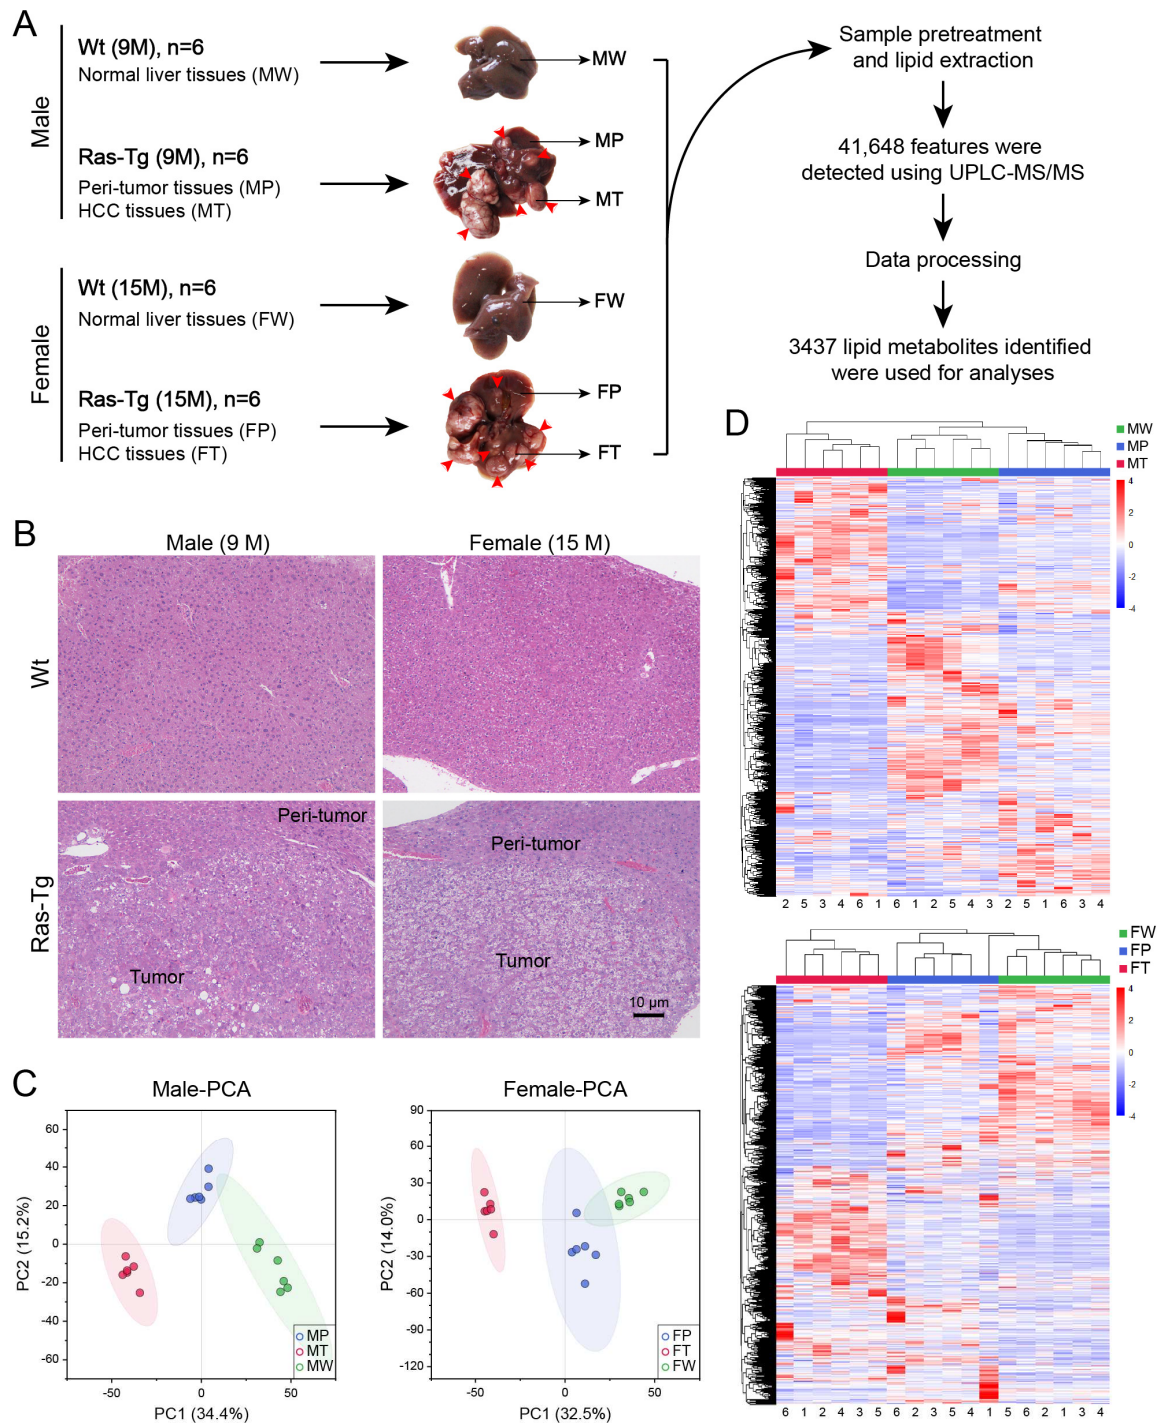 A
Male
Wt (9M), n=6
Normal liver tissues (MW)
MW
Ras-Tg (9M), n=6
Peri-tumor tissues (MP)
HCC tissues (MT)
MP
MT
Female
Wt (15M), n=6
Normal liver tissues (FW)
FW
Ras-Tg (15M), n=6
Peri-tumor tissues (FP)
HCC tissues (FT)
FP
FT
Sample pretreatment
and lipid extraction
41,648 features were
detected using UPLC-MS/MS
Data processing
3437 lipid metabolites identified
were used for analyses
B
Male (9 M)
Female (15 M)
Wt
Ras-Tg
Peri-tumor
Tumor
Peri-tumor
Tumor
10 μm
C
Male-PCA
PC2 (15.2%)
60
40
20
0
-20
-40
-60
-50
0
50
PC1 (34.4%)
MP
MT
MW
Female-PCA
PC2 (14.0%)
90
60
30
0
-30
-60
-90
-120
-50
0
50
PC1 (32.5%)
FP
FT
FW
D
MW
MP
MT
4
2
0
-2
-4
2 5 3 4 6 1 6 1 2 5 4 3 2 5 1 6 3 4
FW
FP
FT
4
2
0
-2
-4
6 1 2 4 3 5 6 2 3 5 4 1 5 6 2 1 3 4